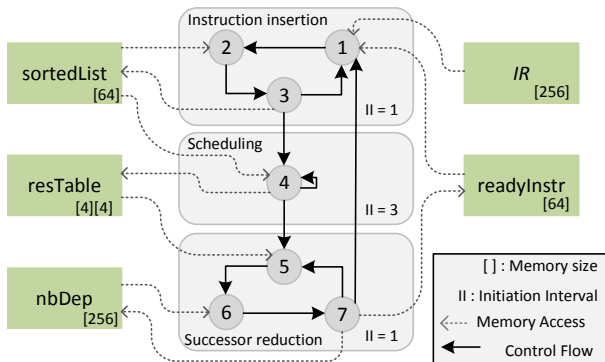 Instruction insertion
2
1
sortedList
[64]
IR
[256]
3
II = 1
Scheduling
resTable
[4][4]
4
readyInstr
[64]
II = 3
5
nbDep
[256]
6
7
II = 1
Successor reduction
[ ] : Memory size
II : Initiation Interval
Memory Access
Control Flow